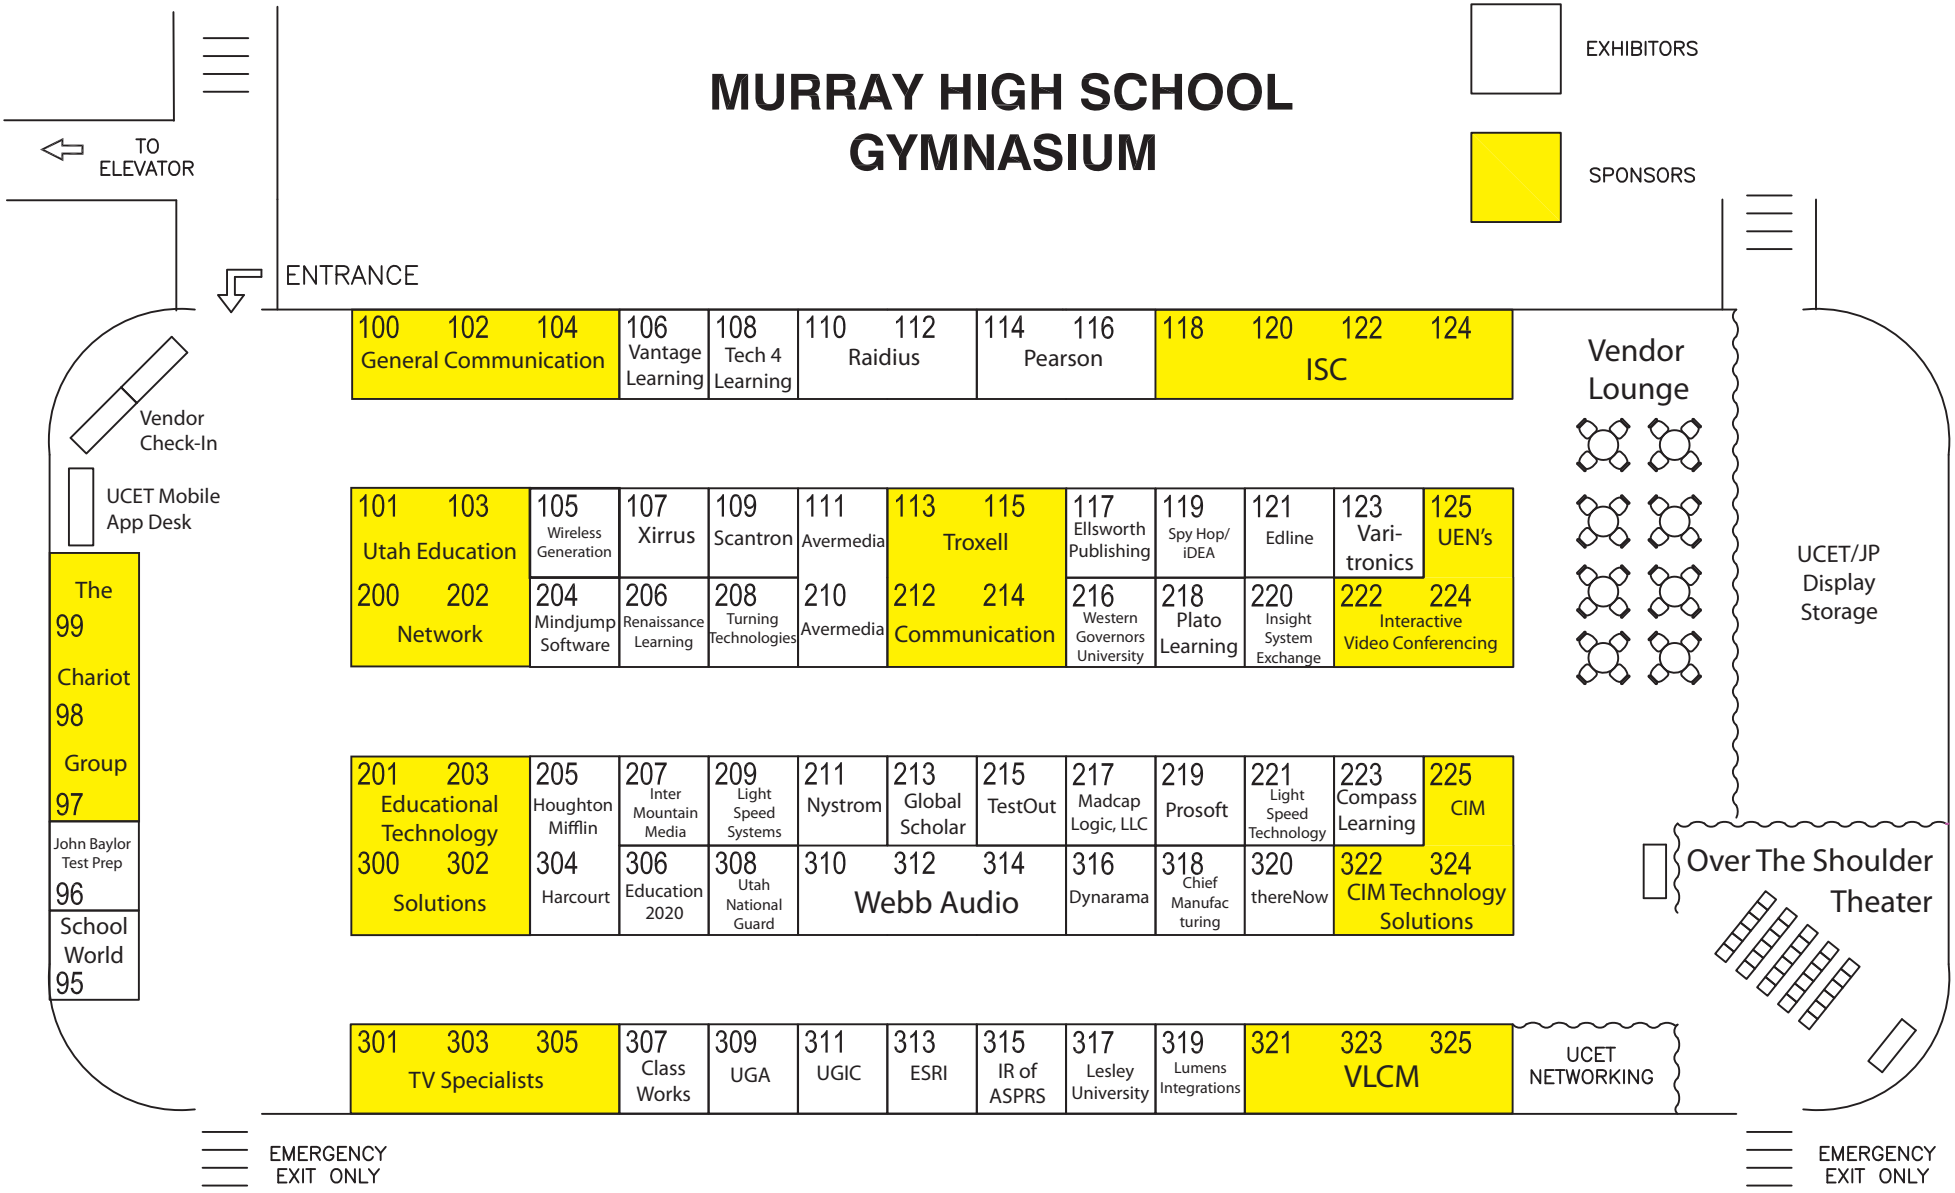 MURRAY HIGH SCHOOL
GYMNASIUM
EXHIBITORS
SPONSORS
TO
ELEVATOR
ENTRANCE
Vendor
Check-In
UCET Mobile
App Desk
The
99
Chariot
98
Group
97
John Baylor
Test Prep
96
School
World
95
100 102 104
General Communication
106
Vantage
Learning
108
Tech 4
Learning
110 112
Raidius
114 116
Pearson
118 120 122 124
ISC
Vendor
Lounge
101 103
Utah Education
200 202
Network
105
Wireless
Generation
107
Xirrus
109
Scantron
111
Avermedia
113 115
Troxell
212 214
Communication
117
Ellsworth
Publishing
119
Spy Hop/
iDEA
121
Edline
123
Vari-
tronics
125
UEN's
222 224
Interactive
Video Conferencing
204
Mindjump
Software
206
Renaissance
Learning
208
Turning
Technologies
210
Avermedia
216
Western
Governors
University
218
Plato
Learning
220
Insight
System
Exchange
UCET/JP
Display
Storage
201 203
Educational
Technology
300 302
Solutions
205
Houghton
Mifflin
304
Harcourt
207
Inter
Mountain
Media
209
Light
Speed
Systems
211
Nystrom
213
Global
Scholar
215
TestOut
217
Madcap
Logic, LLC
219
Prosoft
221
Light
Speed
Technology
223
Compass
Learning
225
CIM
322 324
CIM Technology
Solutions
306
Education
2020
308
Utah
National
Guard
310 312 314
Webb Audio
316
Dynarama
318
Chief
Manufac
turing
320
thereNow
Over The Shoulder
Theater
301 303 305
TV Specialists
307
Class
Works
309
UGA
311
UGIC
313
ESRI
315
IR of
ASPRS
317
Lesley
University
319
Lumens
Integrations
321 323 325
VLCM
UCET
NETWORKING
EMERGENCY
EXIT ONLY
EMERGENCY
EXIT ONLY